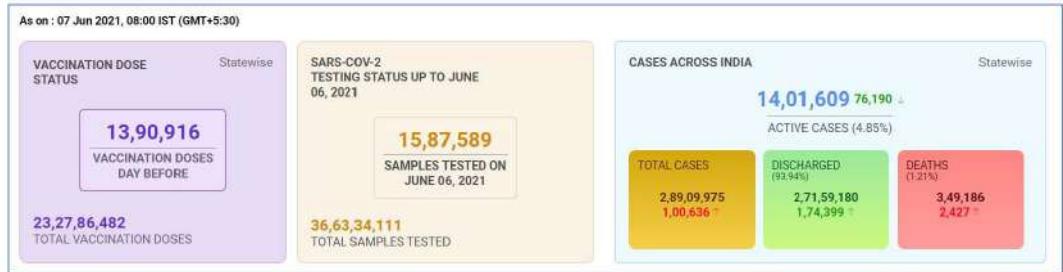 As on : 07 Jun 2021, 08:00 IST (GMT+5:30)
VACCINATION DOSE
STATUS
Statewise
13,90,916
VACCINATION DOSES
DAY BEFORE
23,27,86,482
TOTAL VACCINATION DOSES
SARS-COV-2
TESTING STATUS UP TO JUNE
06, 2021
15,87,589
SAMPLES TESTED ON
JUNE 06, 2021
36,63,34,111
TOTAL SAMPLES TESTED
CASES ACROSS INDIA
Statewise
14,01,609 76,190 ↓
ACTIVE CASES (4.85%)
TOTAL CASES
2,89,09,975
1,00,636 ↑
DISCHARGED
(93.94%)
2,71,59,180
1,74,399 ↑
DEATHS
(1.21%)
3,49,186
2,427 ↑